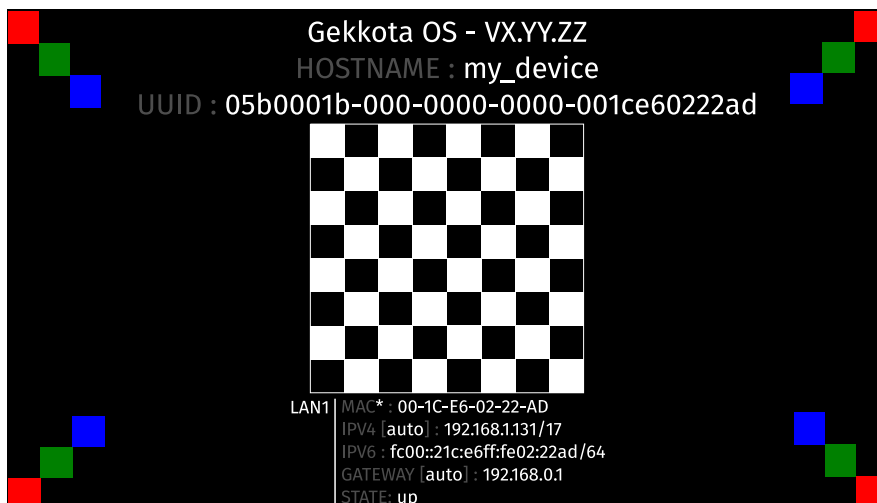 Gekkota OS - VX.YY.ZZ
HOSTNAME : my_device
UUID : 05b0001b-000-0000-0000-001ce60222ad
LAN1 | MAC* : 00-1C-E6-02-22-AD
IPV4 [auto] : 192.168.1.131/17
IPV6 : fc00::21c:e6ff:fe02:22ad/64
GATEWAY [auto] : 192.168.0.1
STATE: up